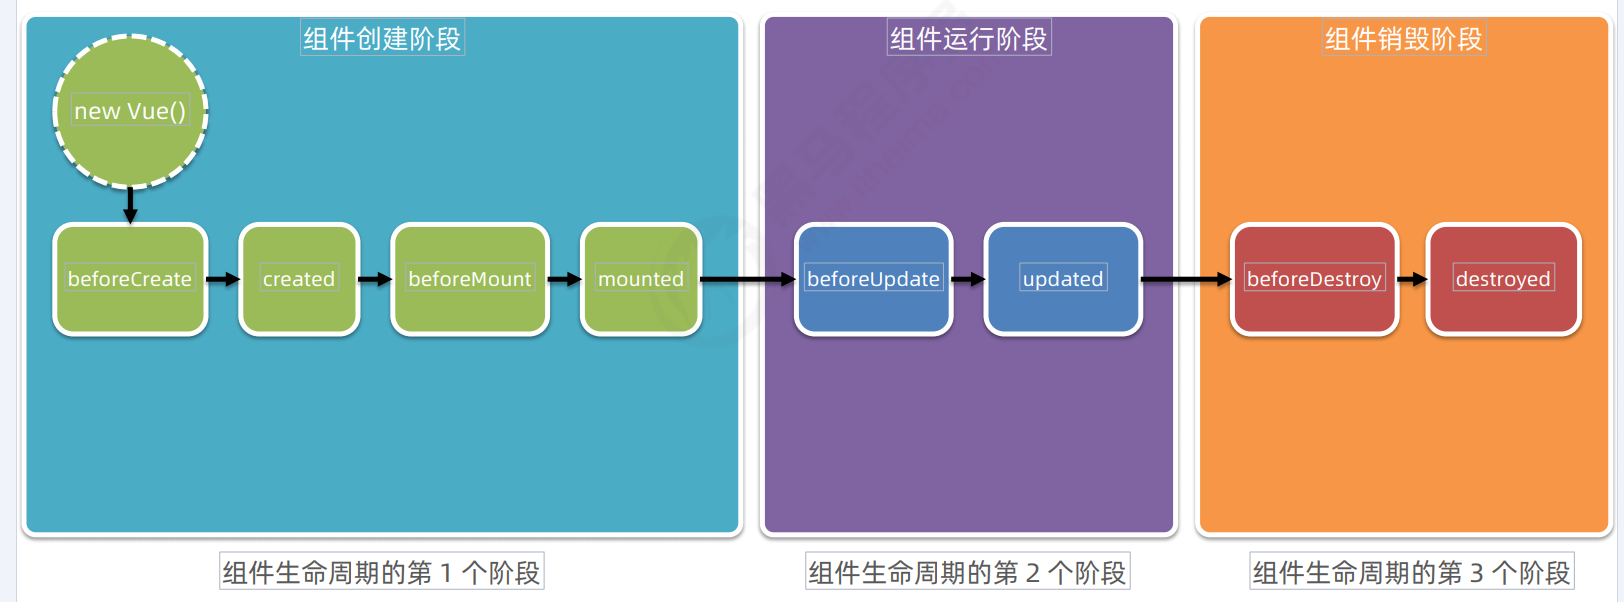 组件创建阶段
组件运行阶段
组件销毁阶段
new Vue()
beforeCreate
created
beforeMount
mounted
beforeUpdate
updated
beforeDestroy
destroyed
组件生命周期的第 1 个阶段
组件生命周期的第 2 个阶段
组件生命周期的第 3 个阶段